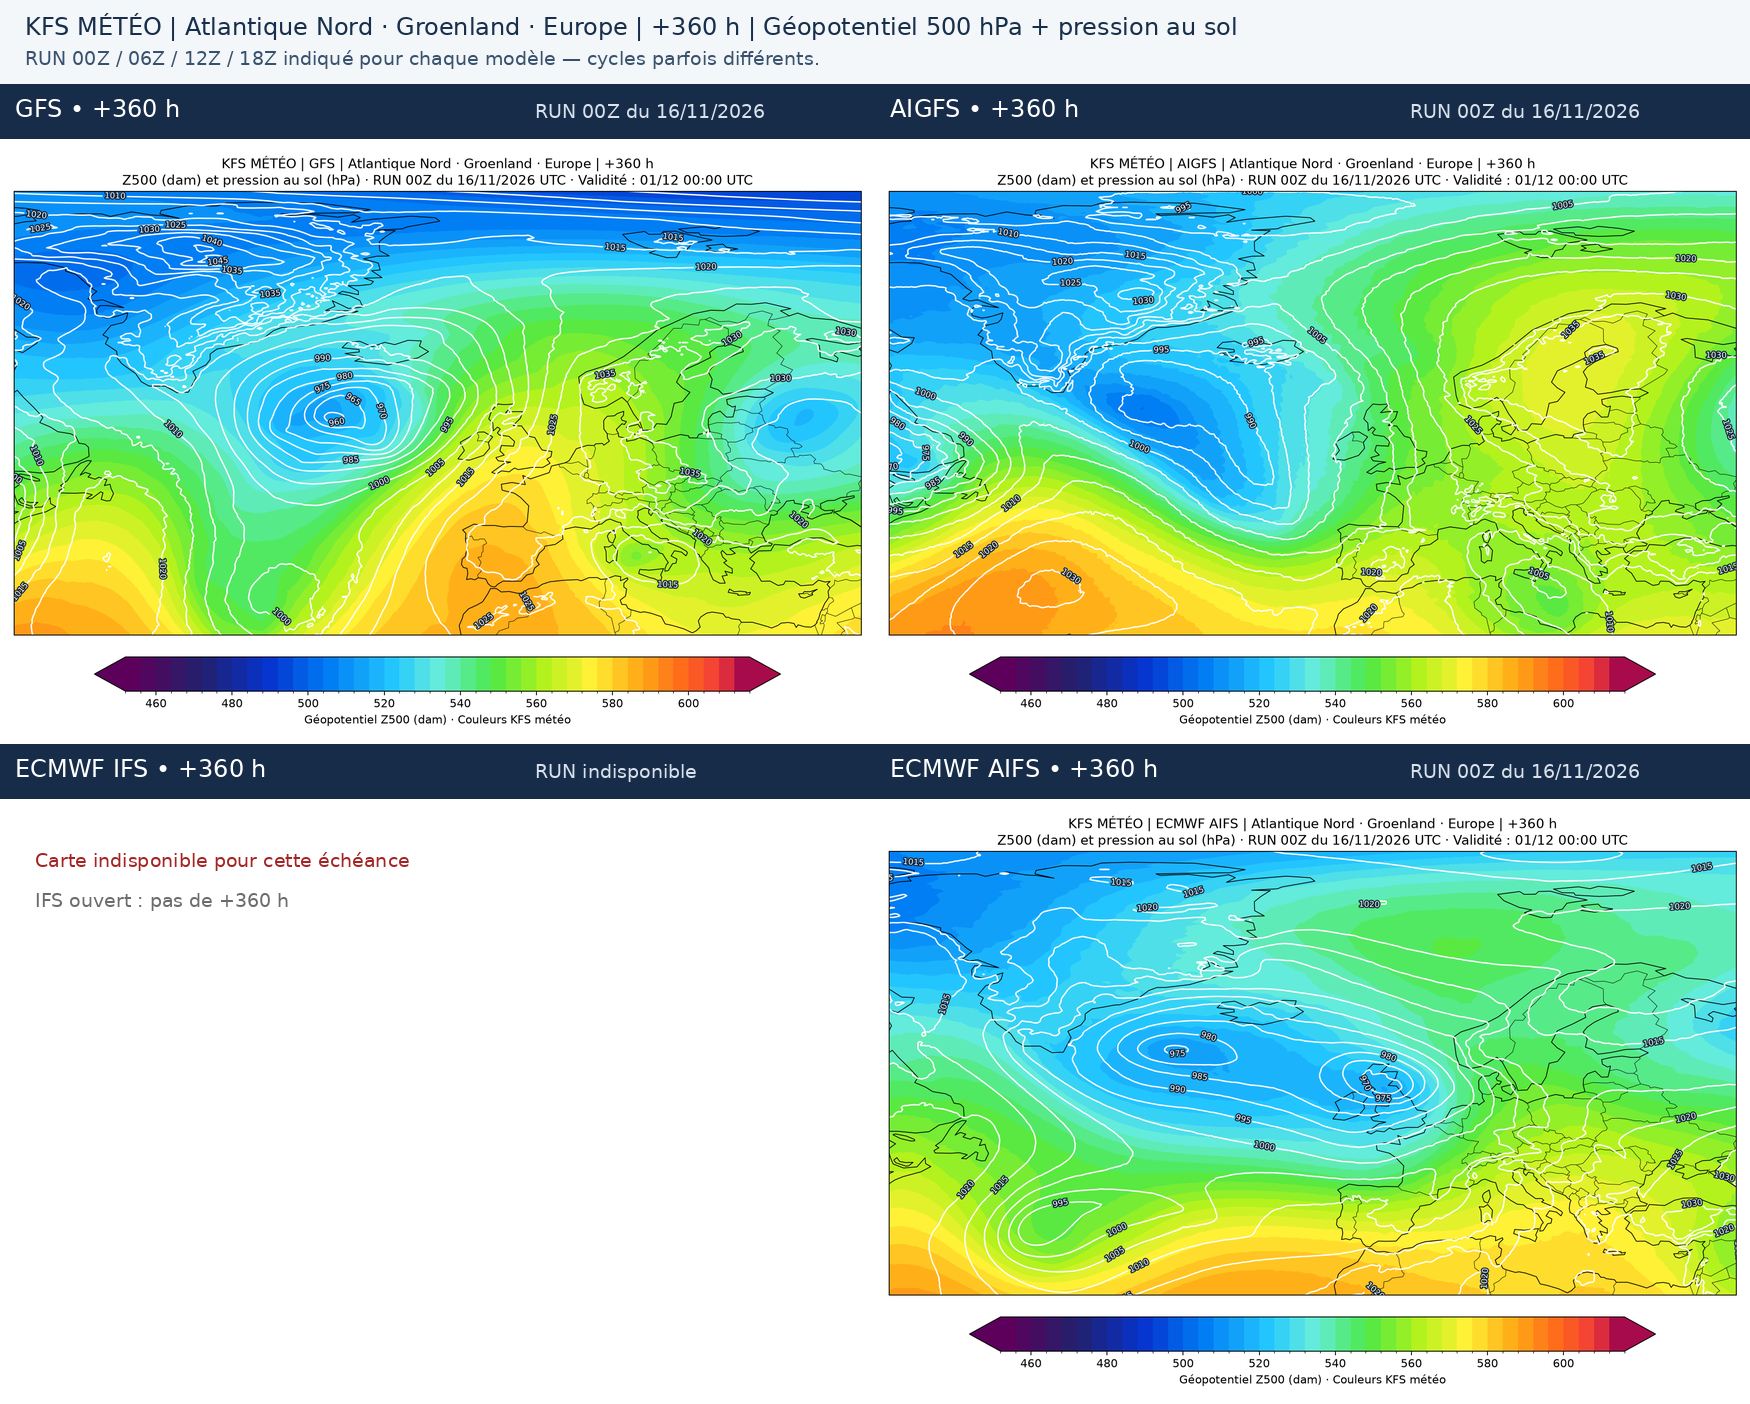 KFS MÉTÉO | Atlantique Nord · Groenland · Europe | +360 h | Géopotentiel 500 hPa + pression au sol
RUN 00Z / 06Z / 12Z / 18Z indiqué pour chaque modèle — cycles parfois différents.
GFS • +360 h
RUN 00Z du 16/11/2026
KFS MÉTÉO | GFS | Atlantique Nord · Groenland · Europe | +360 h
Z500 (dam) et pression au sol (hPa) · RUN 00Z du 16/11/2026 UTC · Validité : 01/12 00:00 UTC
460 480 500 520 540 560 580 600
Géopotentiel Z500 (dam) · Couleurs KFS météo
AIGFS • +360 h
RUN 00Z du 16/11/2026
KFS MÉTÉO | AIGFS | Atlantique Nord · Groenland · Europe | +360 h
Z500 (dam) et pression au sol (hPa) · RUN 00Z du 16/11/2026 UTC · Validité : 01/12 00:00 UTC
460 480 500 520 540 560 580 600
Géopotentiel Z500 (dam) · Couleurs KFS météo
ECMWF IFS • +360 h
RUN indisponible
Carte indisponible pour cette échéance
IFS ouvert : pas de +360 h
ECMWF AIFS • +360 h
RUN 00Z du 16/11/2026
KFS MÉTÉO | ECMWF AIFS | Atlantique Nord · Groenland · Europe | +360 h
Z500 (dam) et pression au sol (hPa) · RUN 00Z du 16/11/2026 UTC · Validité : 01/12 00:00 UTC
460 480 500 520 540 560 580 600
Géopotentiel Z500 (dam) · Couleurs KFS météo